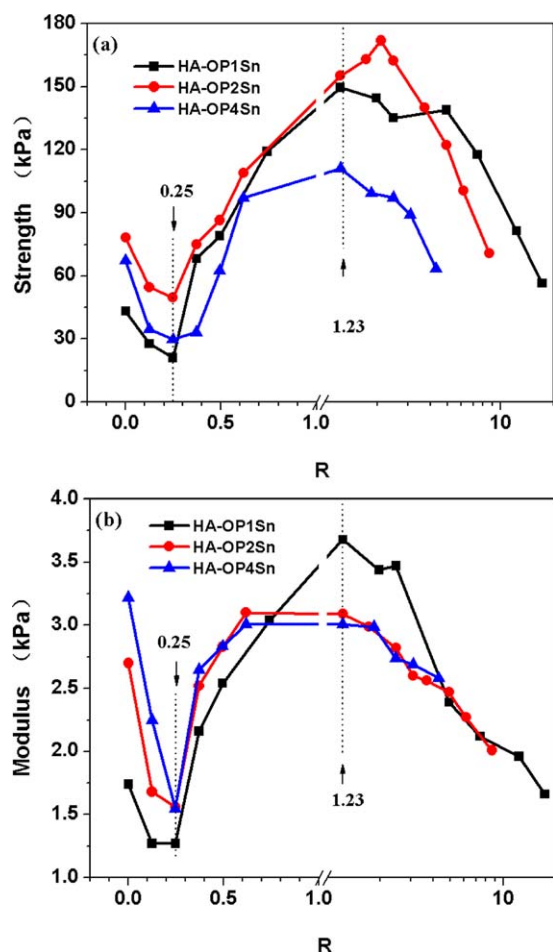 (a)
HA-OP1Sn
HA-OP2Sn
HA-OP4Sn
0.25
1.23
Strength (kPa)
180
150
120
90
60
30
0
0.0 0.5 1.0 10
R
(b)
HA-OP1Sn
HA-OP2Sn
HA-OP4Sn
0.25
1.23
Modulus (kPa)
4.0
3.5
3.0
2.5
2.0
1.5
1.0
0.0 0.5 1.0 10
R